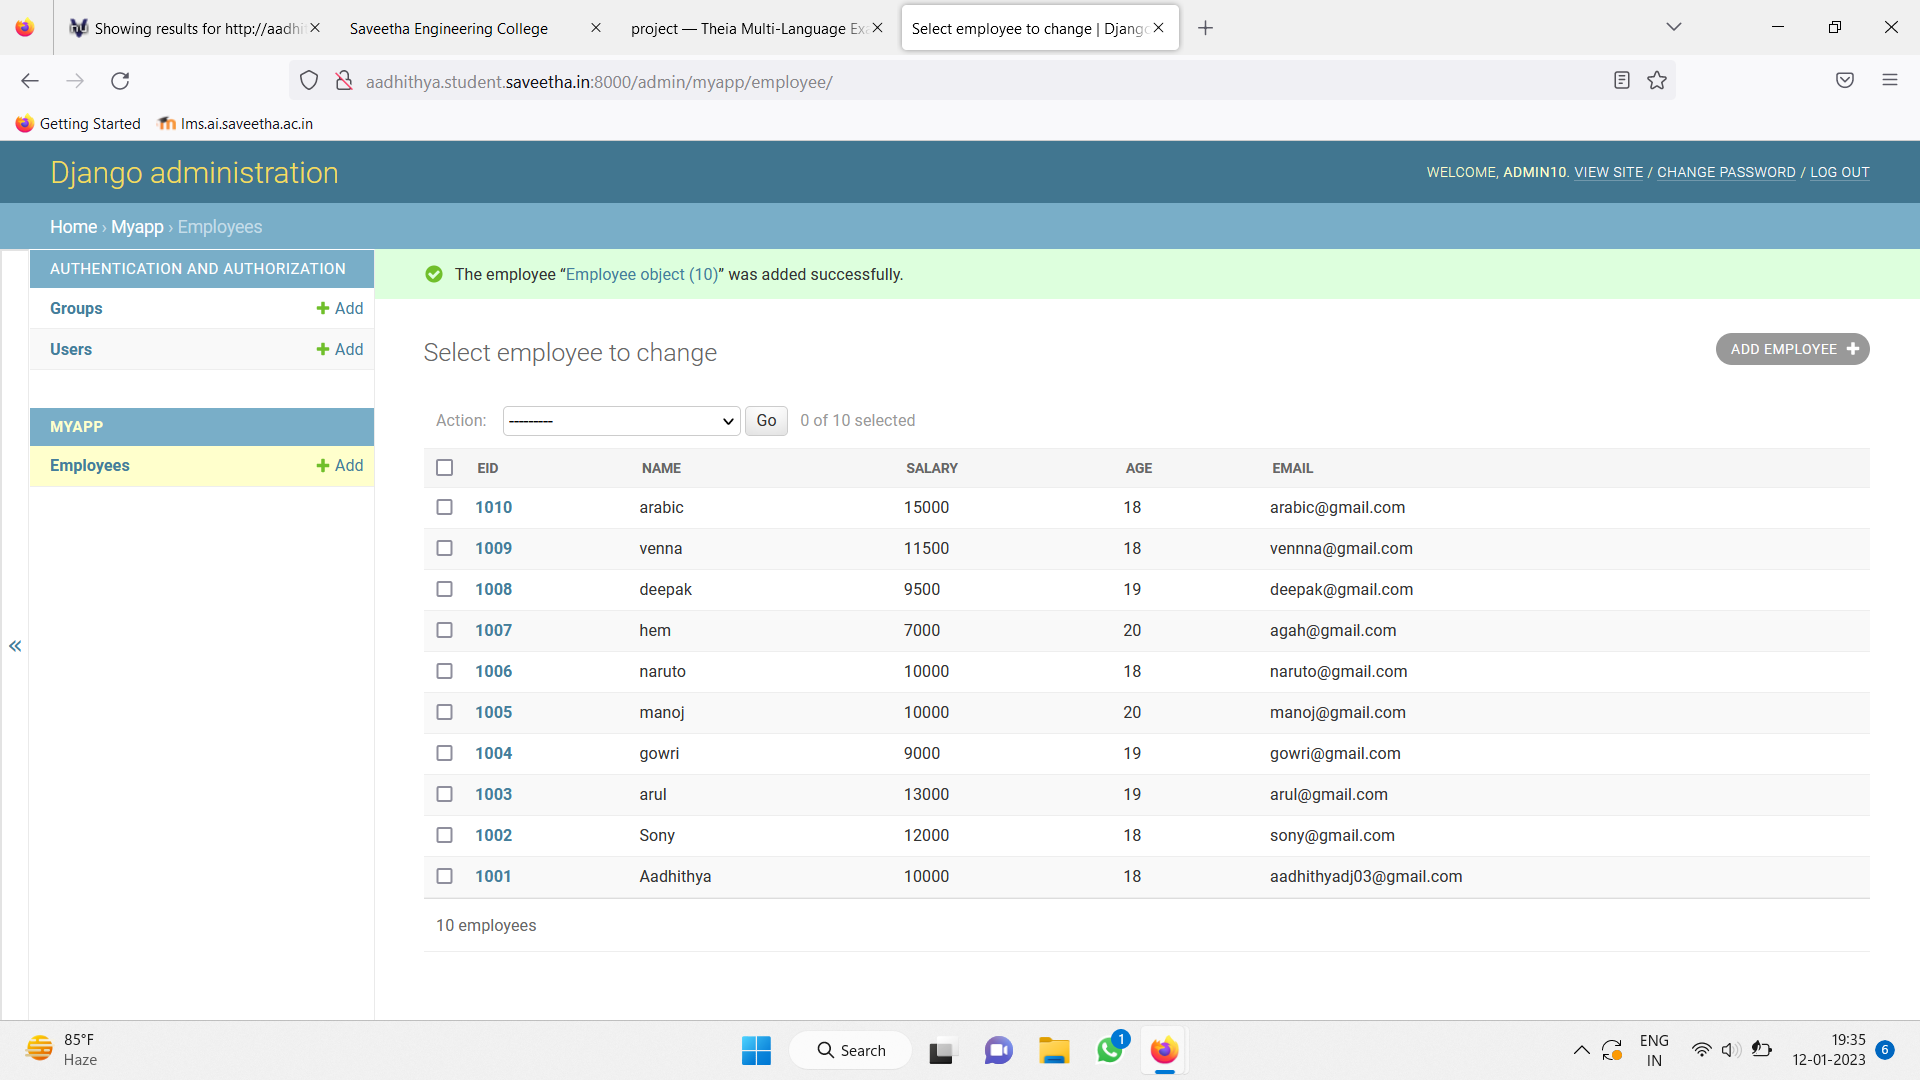 Showing results for http://aadhi
Saveetha Engineering College
project — Theia Multi-Language Exa
Select employee to change | Django
aadhithya.student.saveetha.in:8000/admin/myapp/employee/
Getting Started lms.ai.saveetha.ac.in
Django administration
WELCOME, ADMIN10. VIEW SITE / CHANGE PASSWORD / LOG OUT
Home › Myapp › Employees
AUTHENTICATION AND AUTHORIZATION
Groups + Add
Users + Add
MYAPP
Employees + Add
«
The employee “Employee object (10)” was added successfully.
Select employee to change
ADD EMPLOYEE +
Action: --------- Go 0 of 10 selected
EID NAME SALARY AGE EMAIL
1010 arabic 15000 18 arabic@gmail.com
1009 venna 11500 18 vennna@gmail.com
1008 deepak 9500 19 deepak@gmail.com
1007 hem 7000 20 agah@gmail.com
1006 naruto 10000 18 naruto@gmail.com
1005 manoj 10000 20 manoj@gmail.com
1004 gowri 9000 19 gowri@gmail.com
1003 arul 13000 19 arul@gmail.com
1002 Sony 12000 18 sony@gmail.com
1001 Aadhithya 10000 18 aadhithyadj03@gmail.com
10 employees
85°F
Haze
Search
1
ENG
IN
19:35
12-01-2023
6